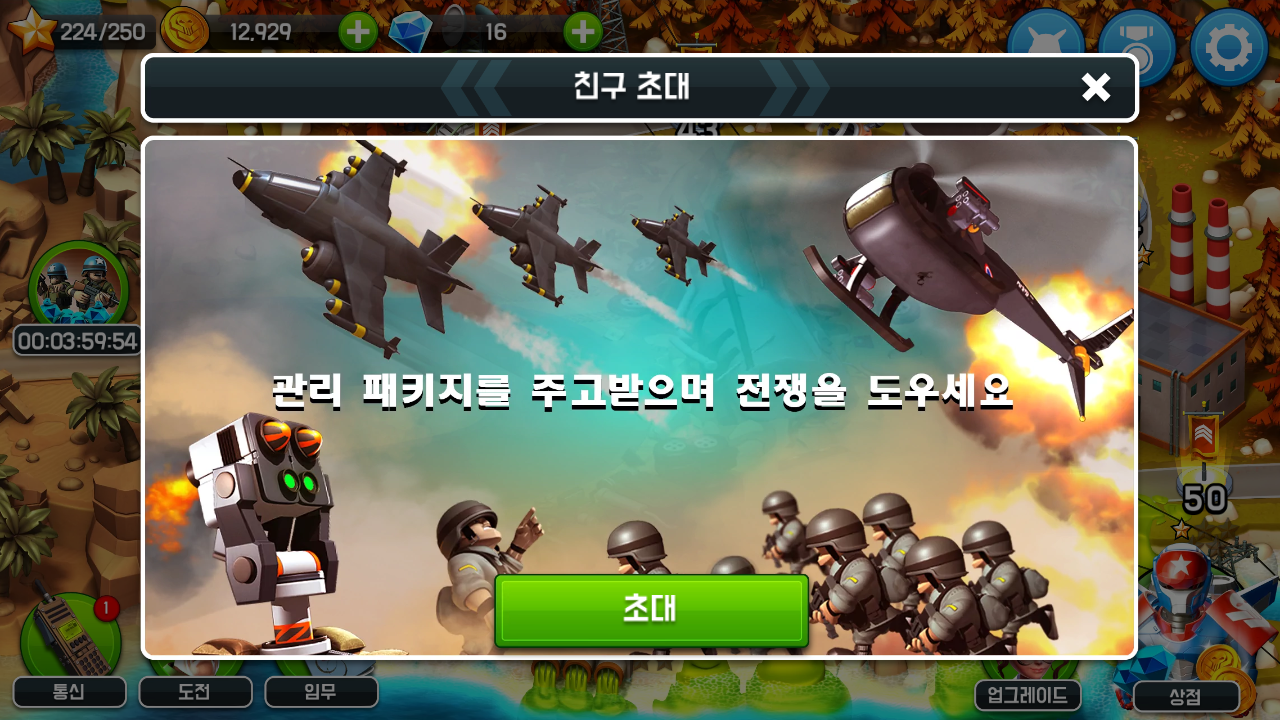 224/250
12,929
16
친구 초대
43
00:03:59:54
관리 패키지를 주고받으며 전쟁을 도우세요
50
초대
1
통신
도전
임무
업그레이드
상점